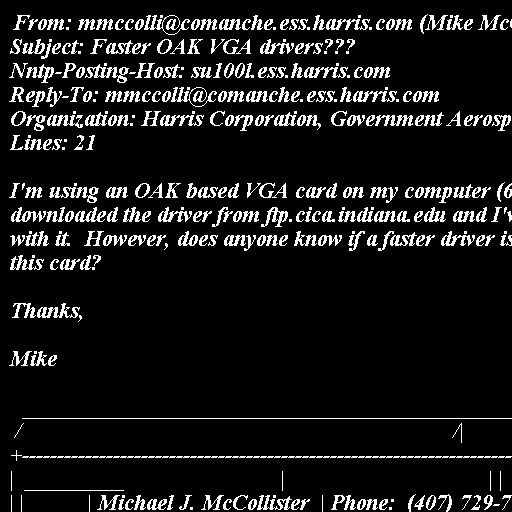 From: mmccolli@comanche.ess.harris.com (Mike Mc
Subject: Faster OAK VGA drivers???
Nntp-Posting-Host: su100l.ess.harris.com
Reply-To: mmccolli@comanche.ess.harris.com
Organization: Harris Corporation, Government Aerosp
Lines: 21

I'm using an OAK based VGA card on my computer (6
downloaded the driver from ftp.cica.indiana.edu and I'v
with it.  However, does anyone know if a faster driver is
this card?

Thanks,

Mike

______________________________________________
/ /|
+----------------------------------------------------------------------
| __________ | | |
| | | Michael J. McCollister | Phone:  (407) 729-7